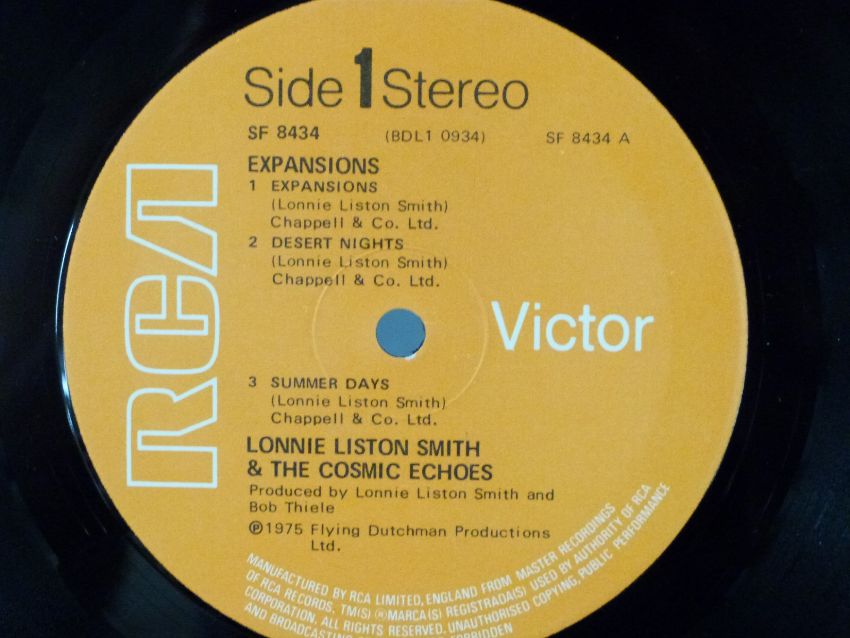 Side 1 Stereo
SF 8434 (BDL1 0934) SF 8434 A
EXPANSIONS
1 EXPANSIONS
(Lonnie Liston Smith)
Chappell & Co. Ltd.
2 DESERT NIGHTS
(Lonnie Liston Smith)
Chappell & Co. Ltd.
RCA
Victor
3 SUMMER DAYS
(Lonnie Liston Smith)
Chappell & Co. Ltd.
LONNIE LISTON SMITH
& THE COSMIC ECHOES
Produced by Lonnie Liston Smith and
Bob Thiele
℗1975 Flying Dutchman Productions
Ltd.
MANUFACTURED BY RCA LIMITED, ENGLAND FROM MASTER RECORDINGS
OF RCA RECORDS. TM(S) ® MARCA(S) REGISTRADA(S) USED BY AUTHORITY OF RCA
CORPORATION. ALL RIGHTS RESERVED. UNAUTHORISED COPYING, PUBLIC PERFORMANCE
AND BROADCASTING FORBIDDEN